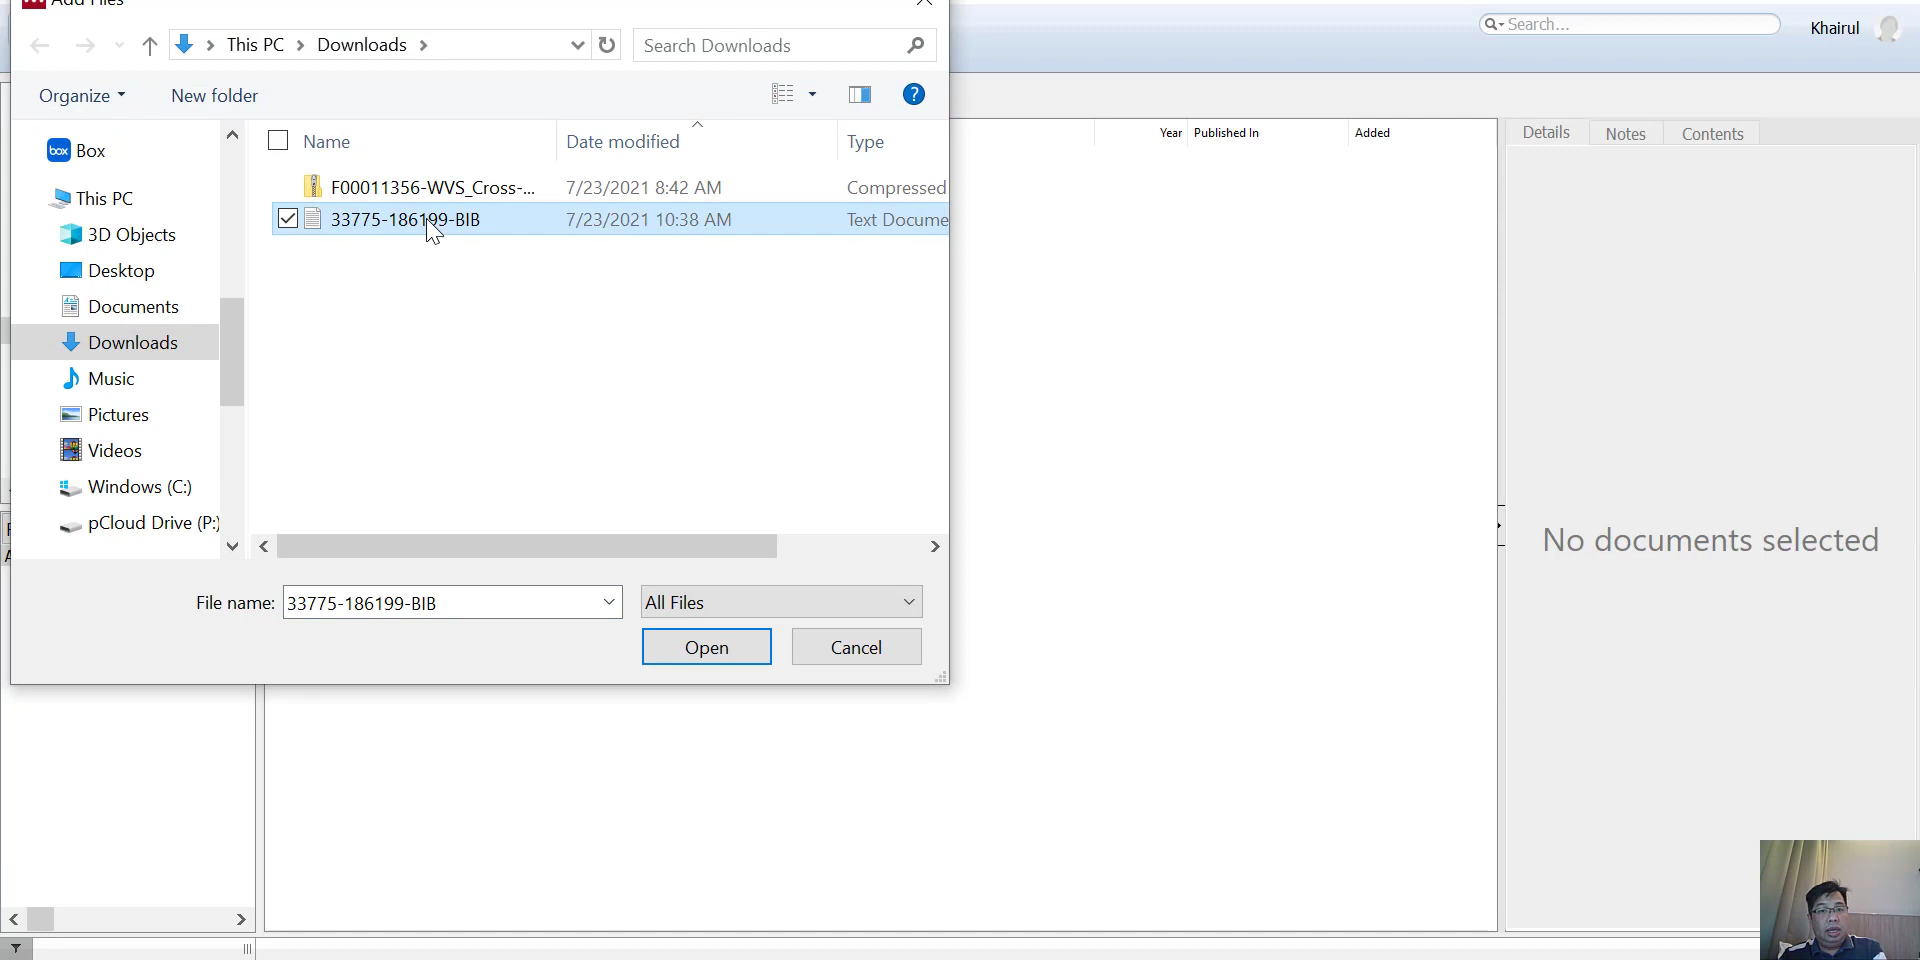 Add Files
This PC
Downloads
Search Downloads
Search...
Khairul
Organize
New folder
?
Name
Date modified
Type
F00011356-WVS_Cross-...
7/23/2021 8:42 AM
Compressed
33775-186199-BIB
7/23/2021 10:38 AM
Text Docume
box
Box
This PC
3D Objects
Desktop
Documents
Downloads
Music
Pictures
Videos
Windows (C:)
pCloud Drive (P:)
File name:
33775-186199-BIB
All Files
Open
Cancel
Year
Published In
Added
Details
Notes
Contents
No documents selected